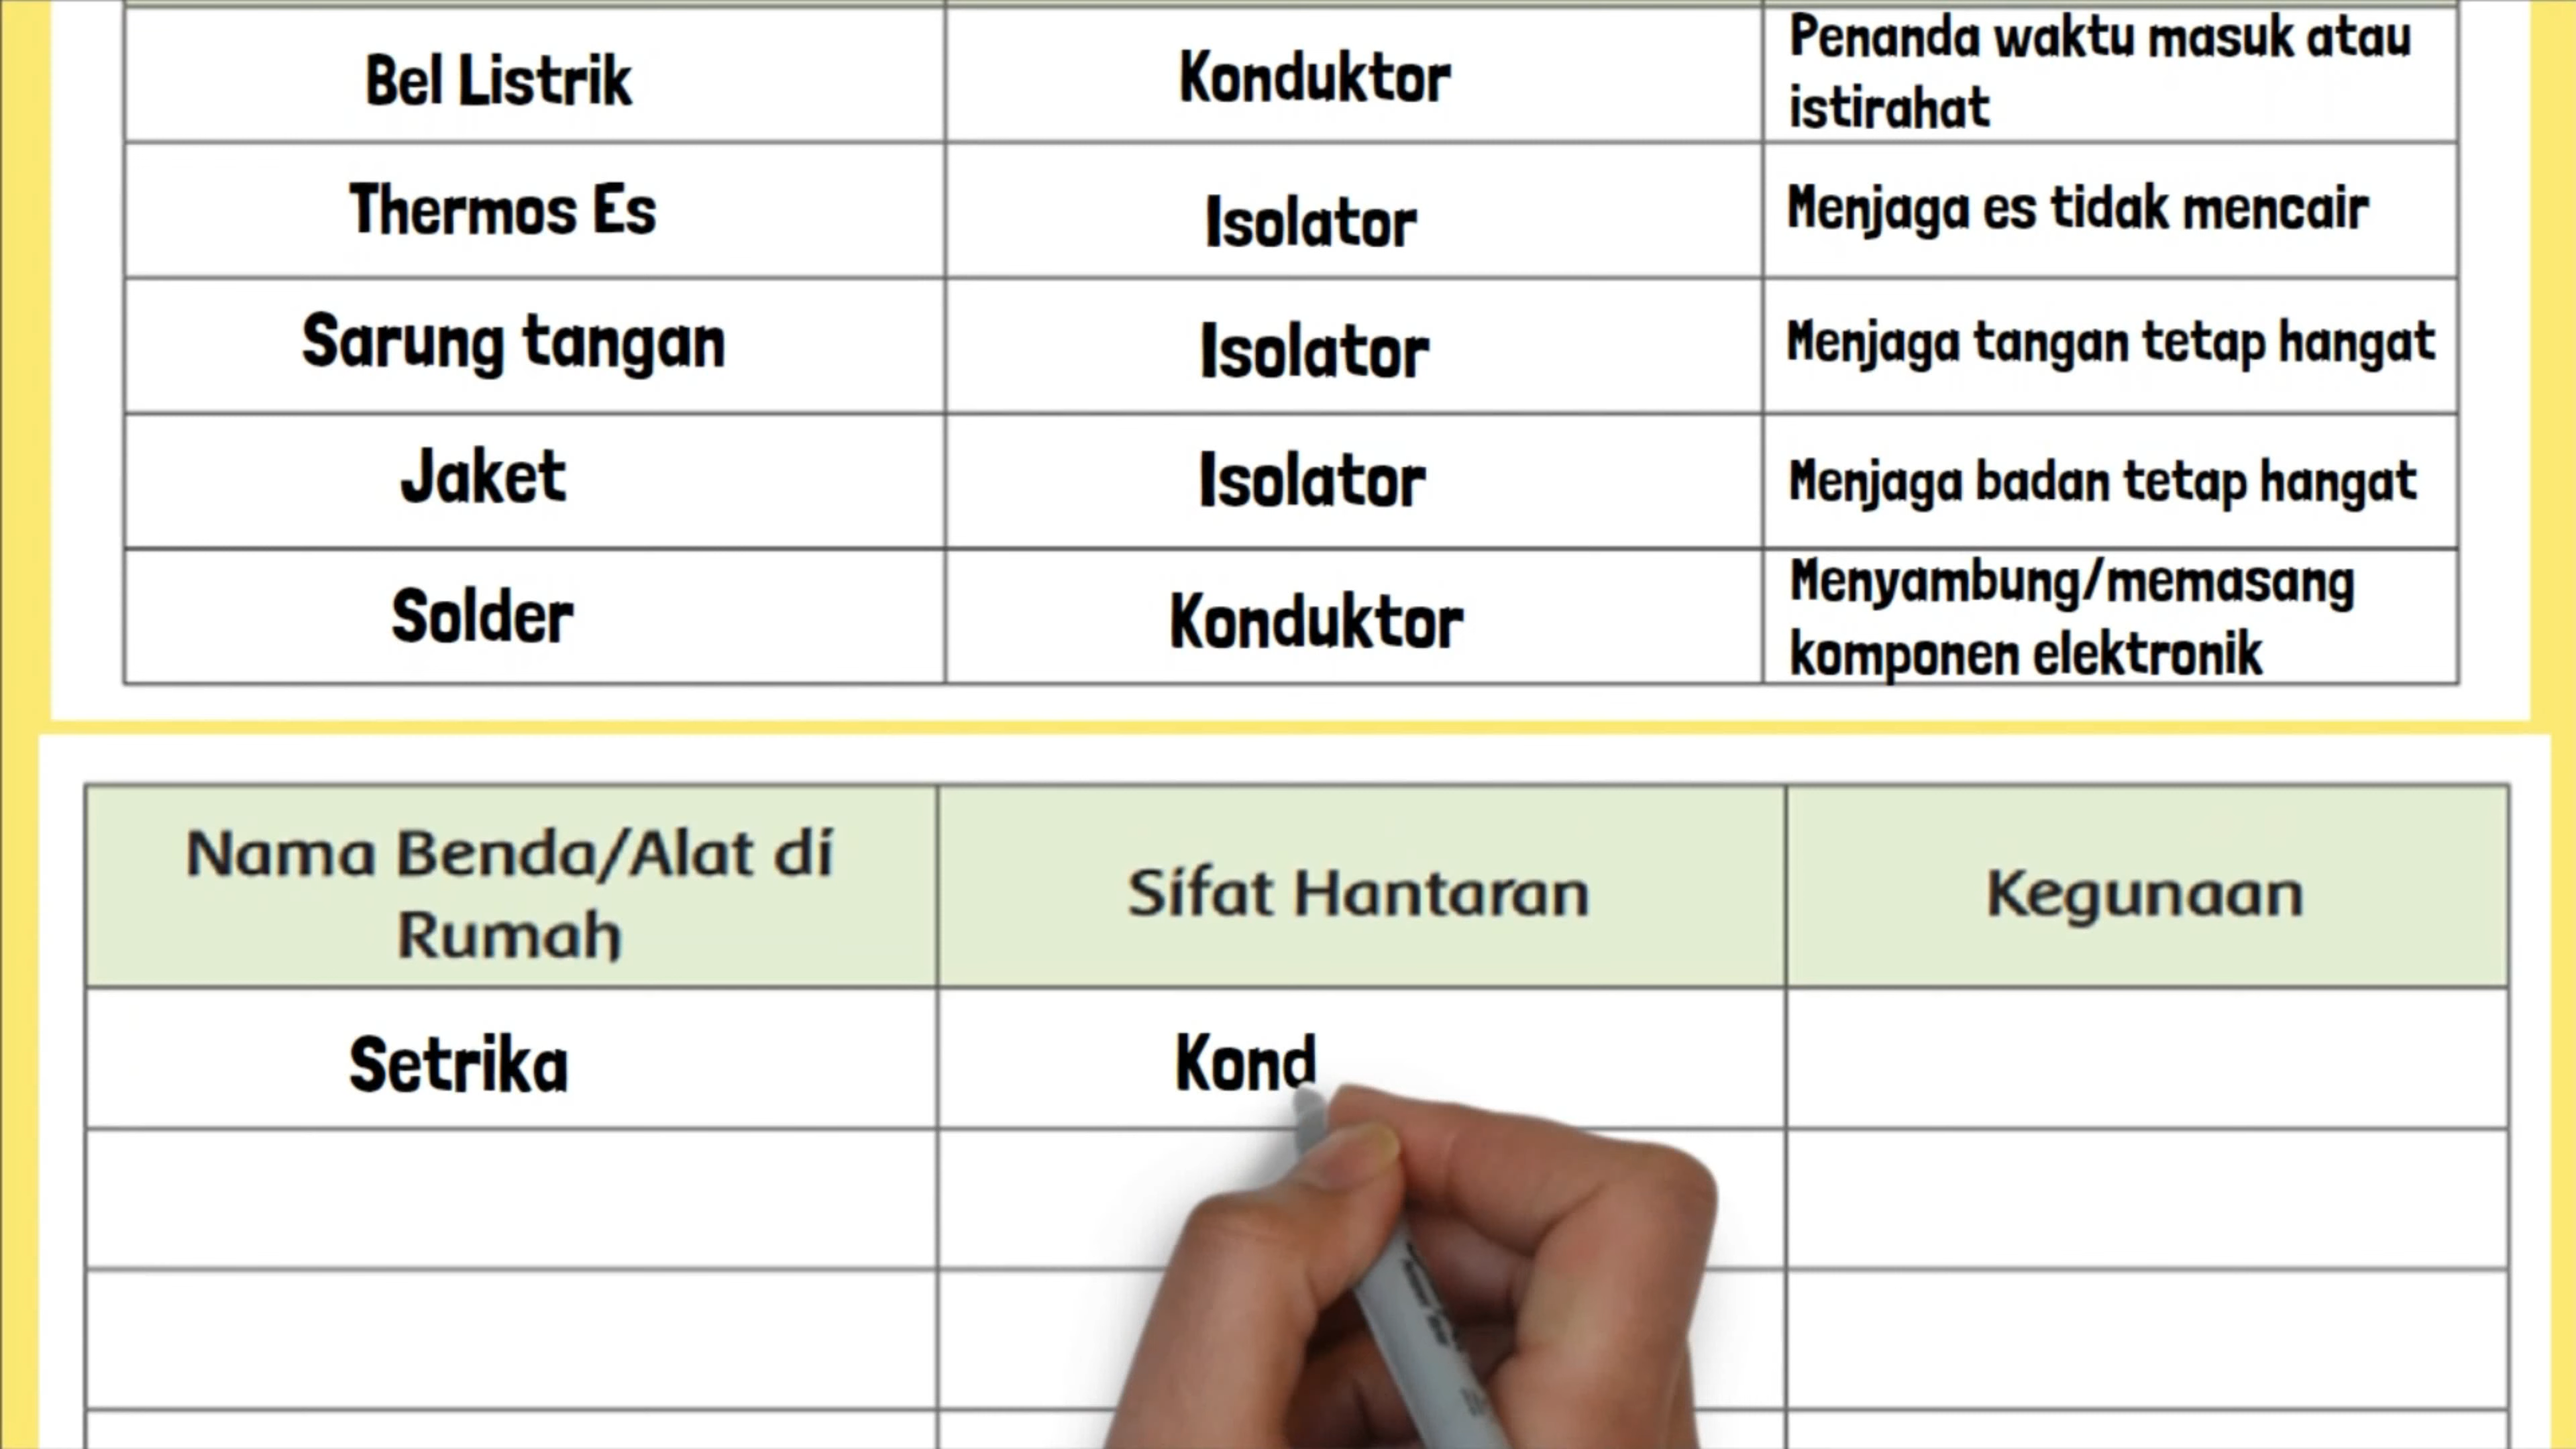 Bel Listrik
Konduktor
Penanda waktu masuk atau
istirahat
Thermos Es
Isolator
Menjaga es tidak mencair
Sarung tangan
Isolator
Menjaga tangan tetap hangat
Jaket
Isolator
Menjaga badan tetap hangat
Solder
Konduktor
Menyambung/memasang
komponen elektronik
Nama Benda/Alat di
Rumah
Sifat Hantaran
Kegunaan
Setrika
Kond